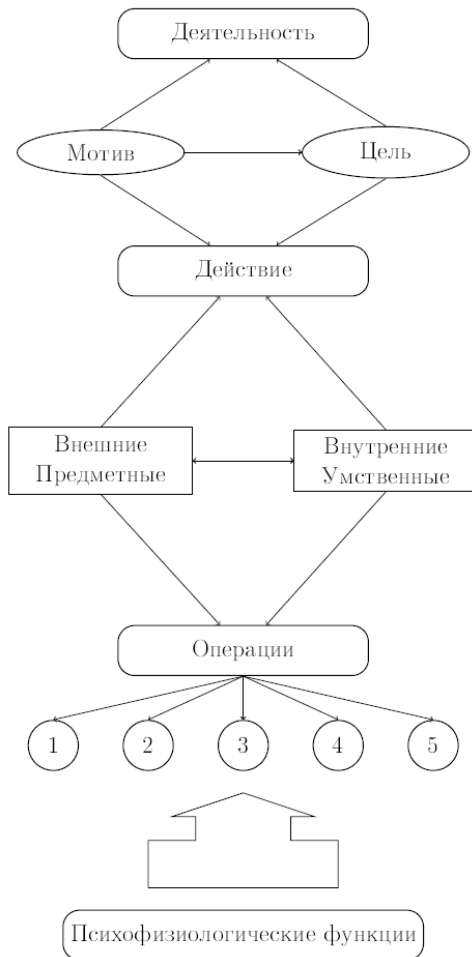 Деятельность
Мотив
Цель
Действие
Внешние
Предметные
Внутренние
Умственные
Операции
1
2
3
4
5
Психофизиологические функции